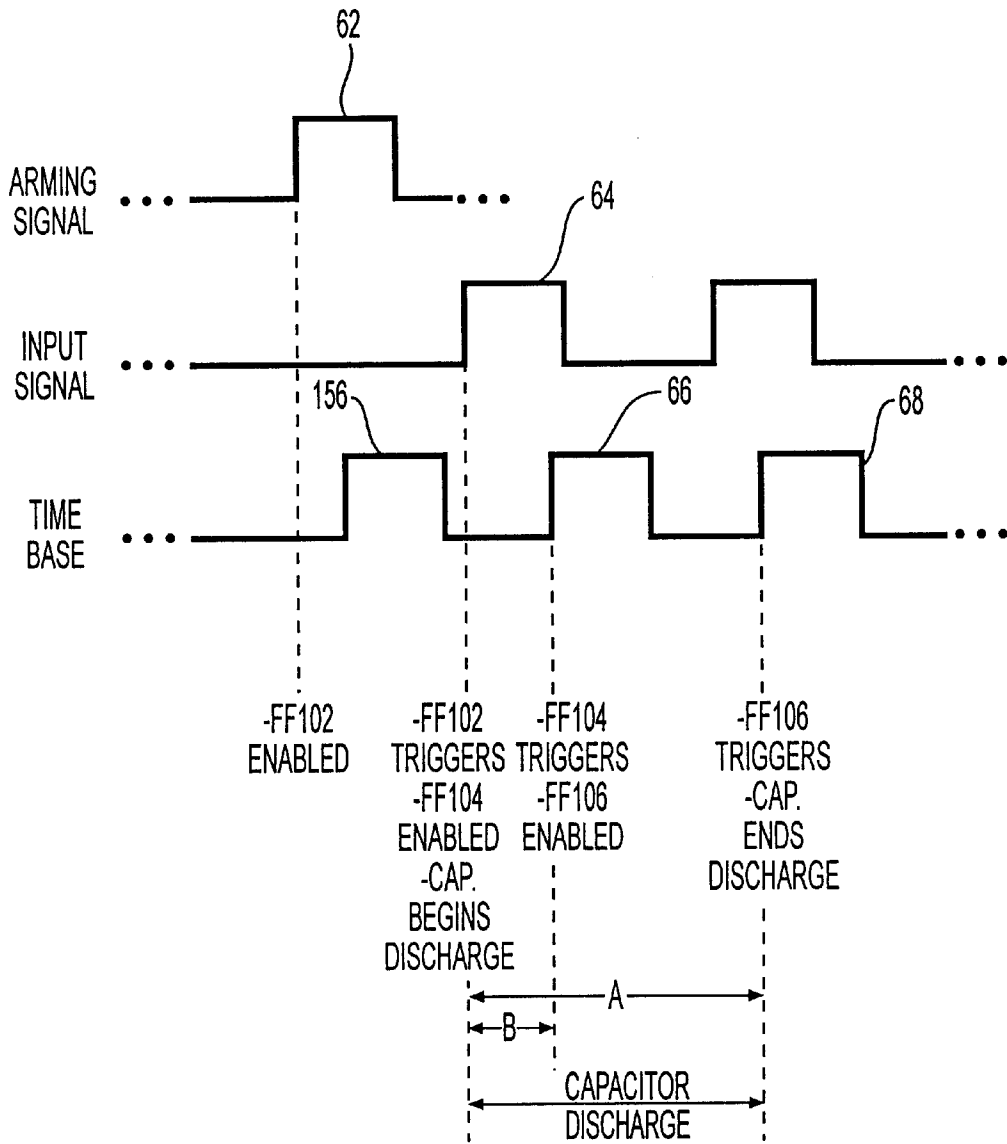 62
ARMING
SIGNAL
64
INPUT
SIGNAL
156
66
68
TIME
BASE
-FF102
ENABLED
-FF102
TRIGGERS
-FF104
ENABLED
-CAP.
BEGINS
DISCHARGE
-FF104
TRIGGERS
-FF106
ENABLED
-FF106
TRIGGERS
-CAP.
ENDS
DISCHARGE
A
B
CAPACITOR
DISCHARGE